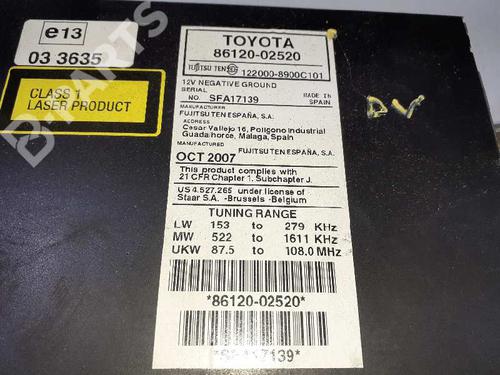 e13
03 3635
CLASS 1
LASER PRODUCT
B-PARTS
TOYOTA
86120-02520
FUJITSU TEN 122000-8900C101
12V NEGATIVE GROUND
SERIAL NO. SFA17139 MADE IN SPAIN
MANUFACTURER
FUJITSU TEN ESPAÑA, S.A.
ADDRESS
Cesar Vallejo 16, Poligono Industrial
Guadalhorce, Malaga, Spain
MANUFACTURED FUJITSU TEN ESPAÑA, S.A.
OCT 2007
This product complies with
21 CFR Chapter 1. Subchapter J.
US 4.527.265 under license of
Staar S.A. -Brussels -Belgium
TUNING RANGE
LW 153 to 279 KHz
MW 522 to 1611 KHz
UKW 87.5 to 108.0 MHz
*86120-02520*